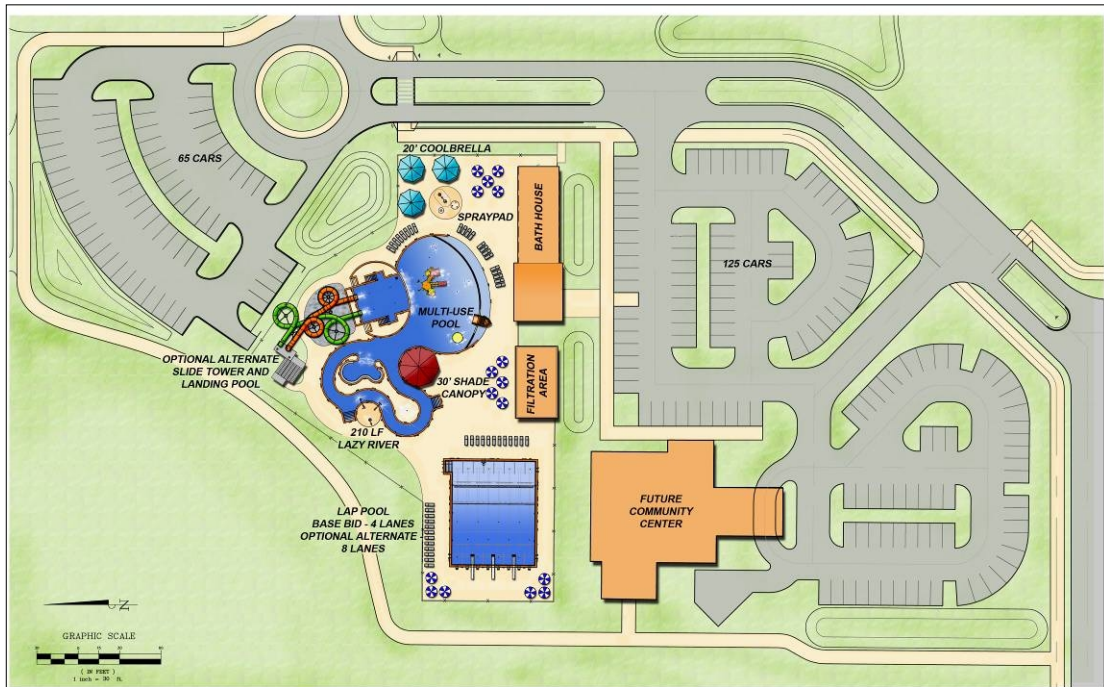 65 CARS
20' COOLBRELLA
SPRAYPAD
BATH HOUSE
125 CARS
MULTI-USE
POOL
OPTIONAL ALTERNATE
SLIDE TOWER AND
LANDING POOL
30' SHADE
CANOPY
FILTRATION
AREA
210 LF
LAZY RIVER
LAP POOL
BASE BID - 4 LANES
OPTIONAL ALTERNATE -
8 LANES
FUTURE
COMMUNITY
CENTER
N
GRAPHIC SCALE
( IN FEET )
1 inch = 30 ft.